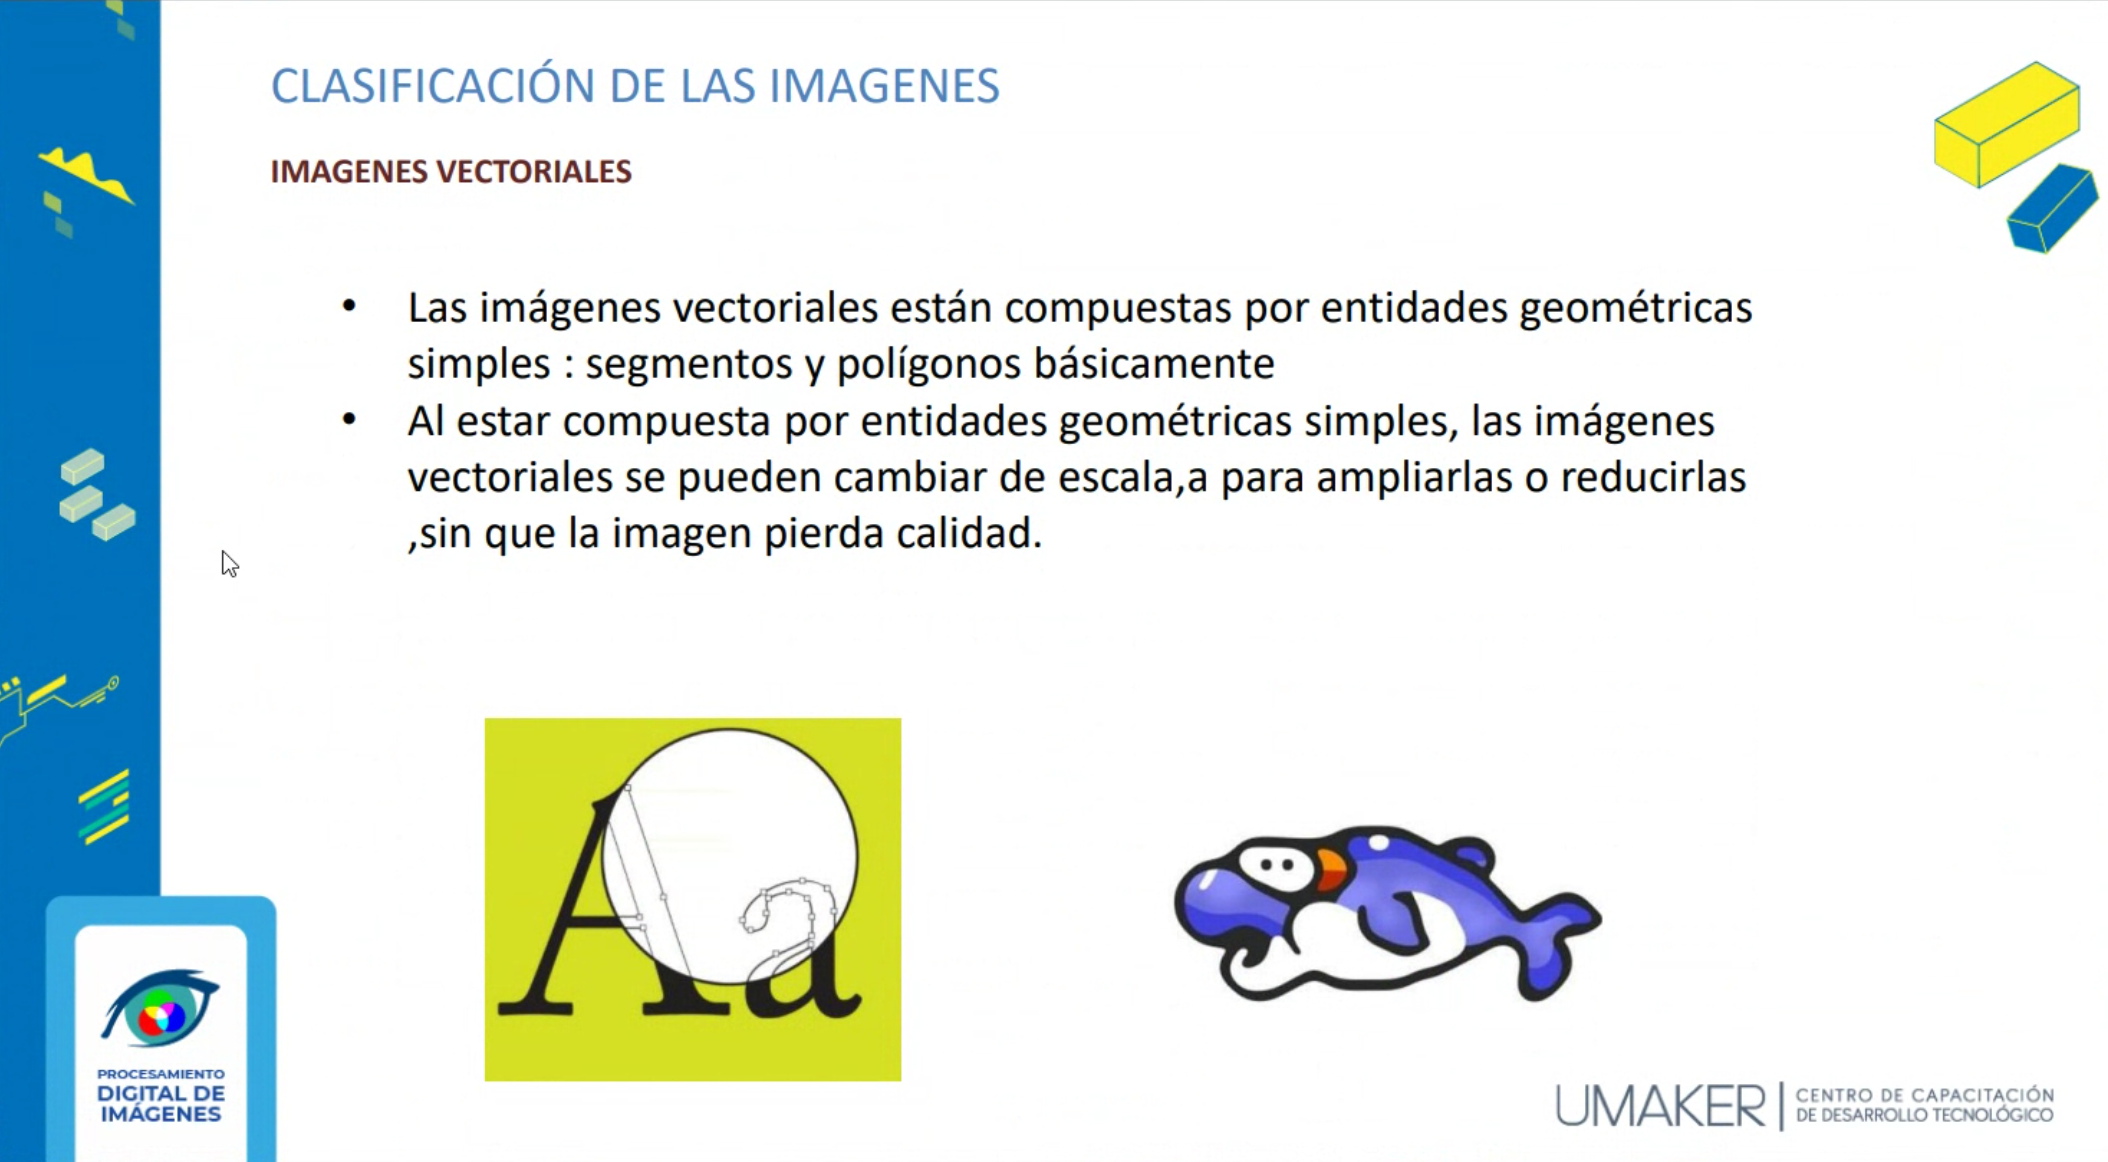 CLASIFICACIÓN DE LAS IMAGENES
IMAGENES VECTORIALES
• Las imágenes vectoriales están compuestas por entidades geométricas
simples : segmentos y polígonos básicamente
• Al estar compuesta por entidades geométricas simples, las imágenes
vectoriales se pueden cambiar de escala,a para ampliarlas o reducirlas
,sin que la imagen pierda calidad.
Aa
PROCESAMIENTO
DIGITAL DE
IMÁGENES
UMAKER | CENTRO DE CAPACITACIÓN
DE DESARROLLO TECNOLÓGICO